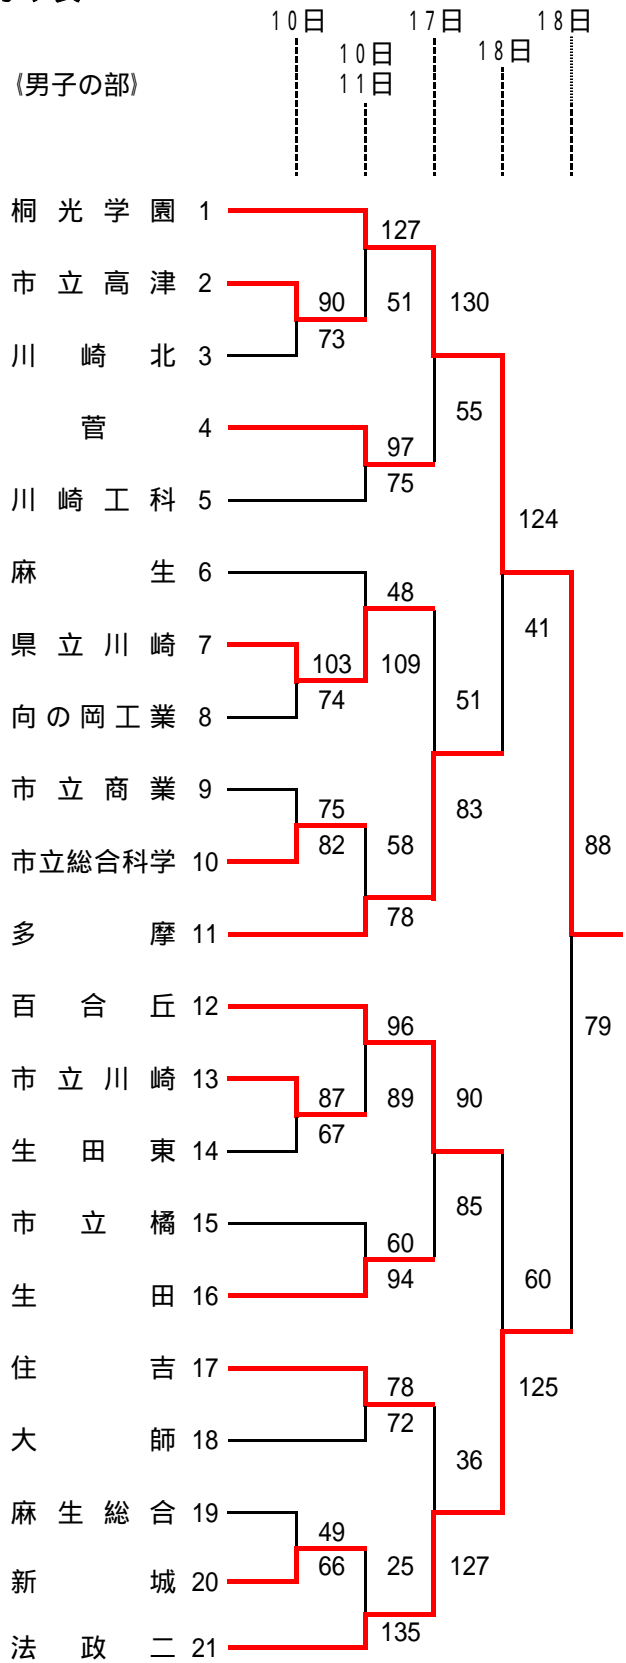 10日 17日 18日
10日 18日
《男子の部》 11日
桐光学園 1
127
市立高津 2
90 51 130
73
川崎北 3
55
菅 4
97
75
川崎工科 5
124
麻生 6
48
41
県立川崎 7
103 109
74 51
向の岡工業 8
市立商業 9
75 83
82 58 88
市立総合科学 10
78
多摩 11
百合丘 12
96 79
市立川崎 13
87 89 90
67
生田東 14
85
市立橘 15
60
94 60
生田 16
住吉 17
78 125
72
大師 18
36
麻生総合 19
49
66 25 127
新城 20
135
法政二 21